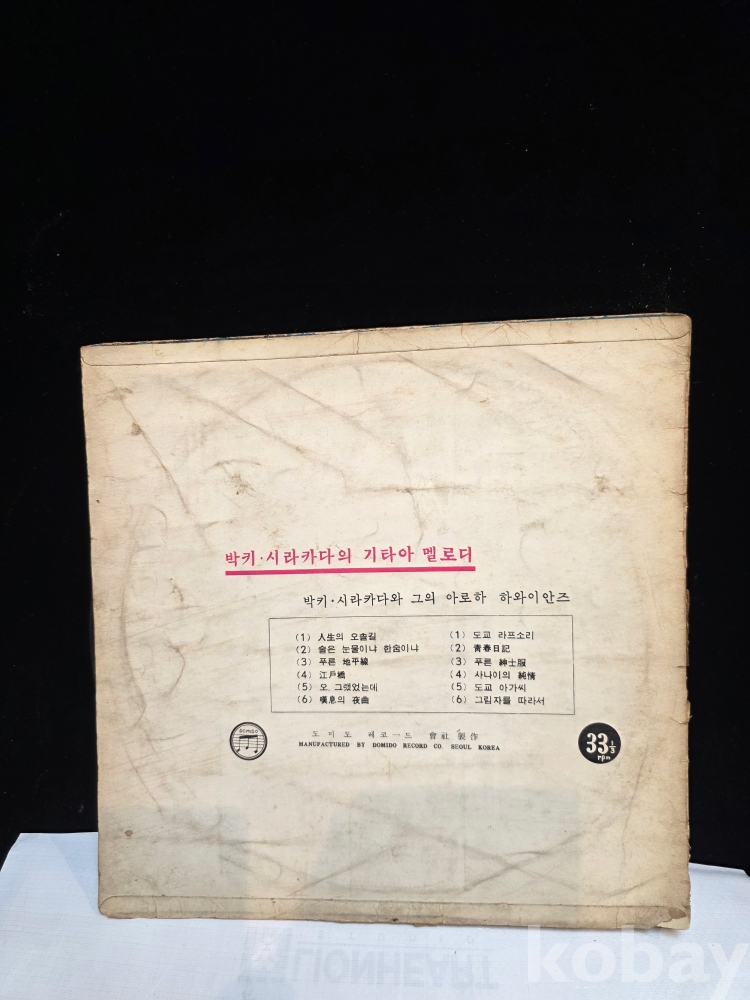 박키·시라카다의 기타아 멜로디
박키·시라카다와 그의 아로하 하와이안즈
(1) 人生의 오솔길
(2) 술은 눈물이냐 한숨이냐
(3) 푸른 地平線
(4) 江戶橋
(5) 오, 그랬었는데
(6) 嘆息의 夜曲
(1) 도교 라프소리
(2) 靑春日記
(3) 푸른 紳士服
(4) 사나이의 純情
(5) 도교 아가씨
(6) 그림자를 따라서
DOMIDO
도미도 레코ー드 會社 製作
MANUFACTURED BY DOMIDO RECORD CO. SEOUL KOREA
33 1/3
rpm
LIONHEART
kobay